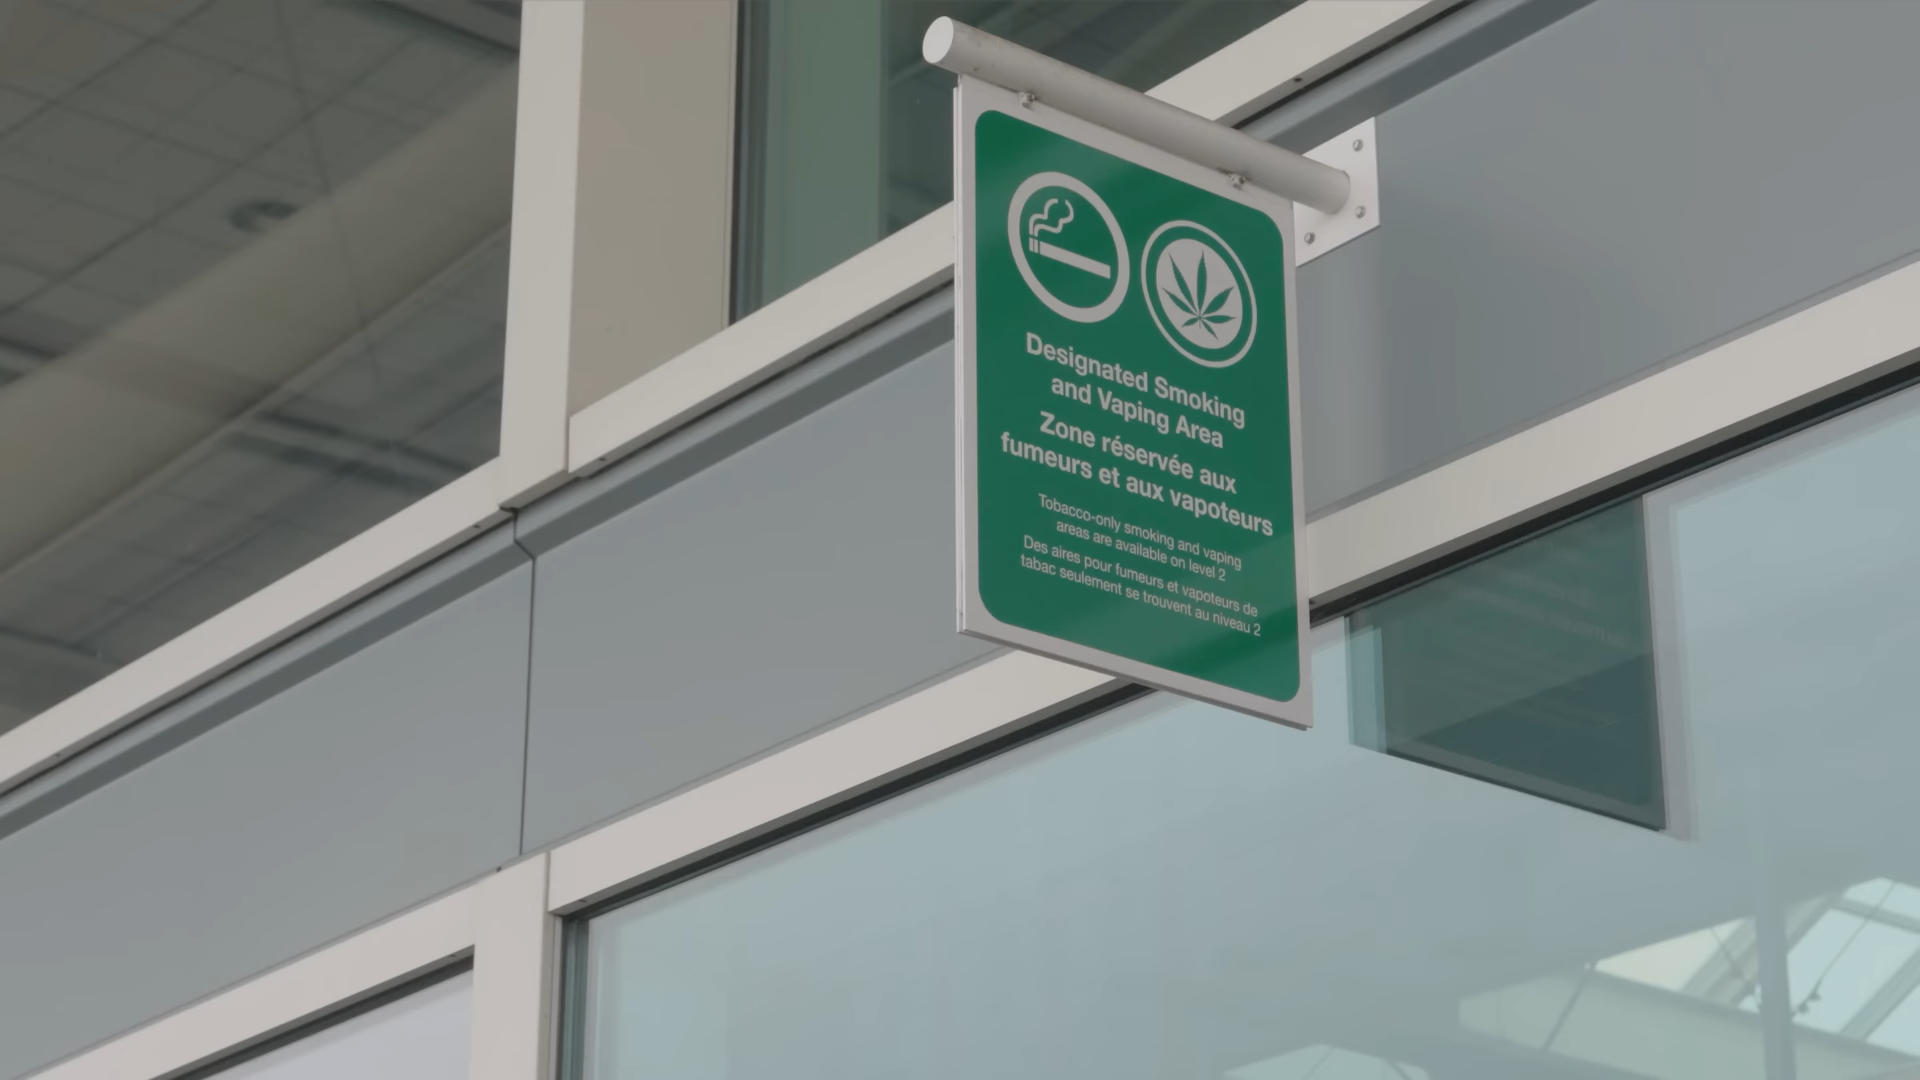 Designated Smoking
and Vaping Area
Zone réservée aux
fumeurs et aux vapoteurs
Tobacco-only smoking and vaping
areas are available on level 2
Des aires pour fumeurs et vapoteurs de
tabac seulement se trouvent au niveau 2